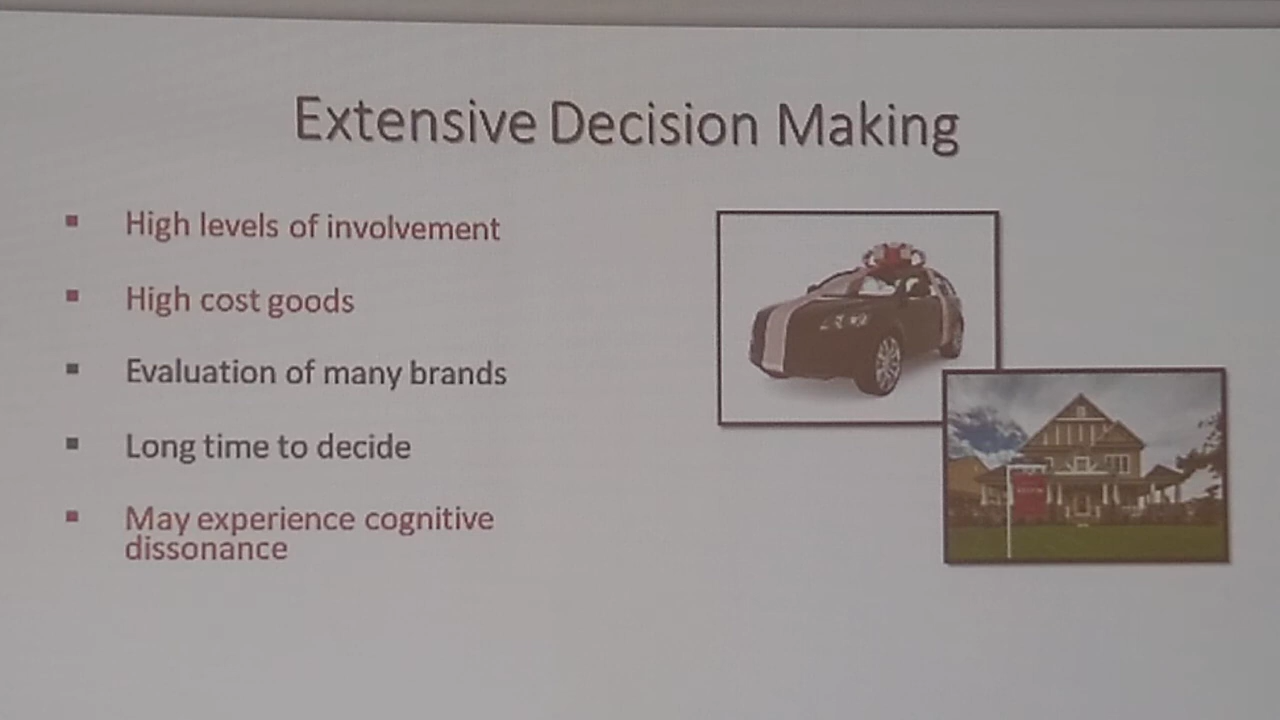 Extensive Decision Making
▪ High levels of involvement
▪ High cost goods
▪ Evaluation of many brands
▪ Long time to decide
▪ May experience cognitive
dissonance